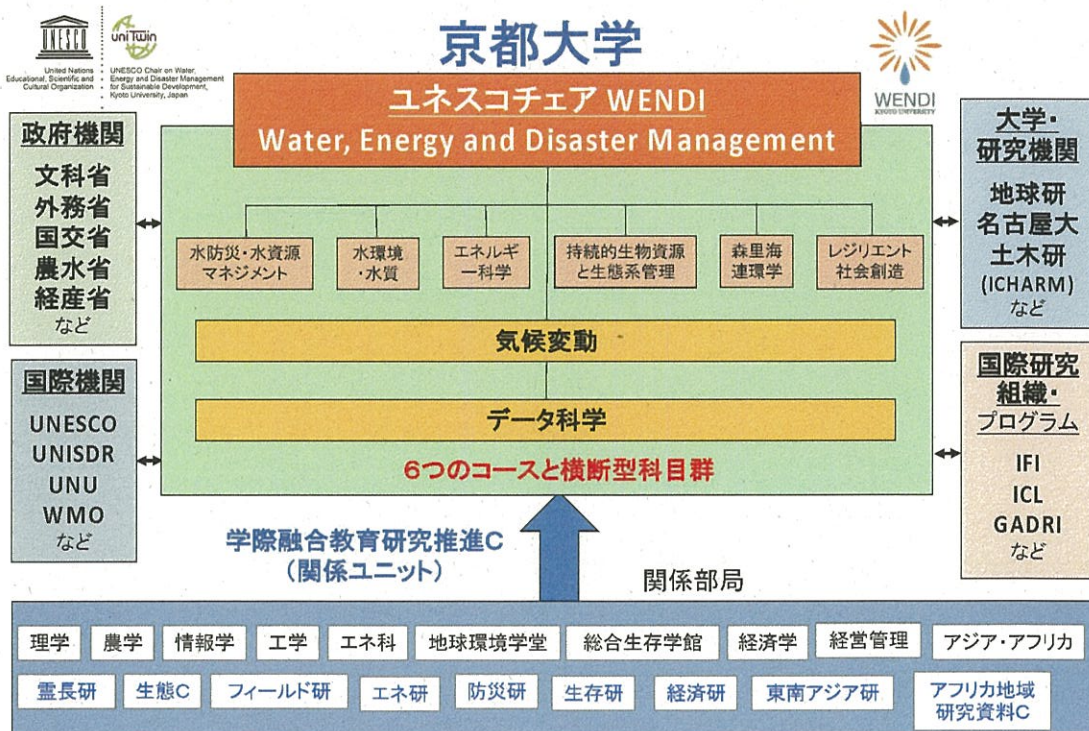 UNESCO
United Nations
Educational, Scientific and
Cultural Organization
uniTwin
UNESCO Chair on Water,
Energy and Disaster Management
for Sustainable Development,
Kyoto University, Japan
京都大学
WENDI
KYOTO UNIVERSITY
ユネスコチェア WENDI
Water, Energy and Disaster Management
政府機関
文科省
外務省
国交省
農水省
経産省
など
国際機関
UNESCO
UNISDR
UNU
WMO
など
水防災・水資源
マネジメント
水環境
・水質
エネルギ
ー科学
持続的生物資源
と生態系管理
森里海
連環学
レジリエント
社会創造
気候変動
データ科学
6つのコースと横断型科目群
大学・
研究機関
地球研
名古屋大
土木研
(ICHARM)
など
国際研究
組織・
プログラム
IFI
ICL
GADRI
など
学際融合教育研究推進C
(関係ユニット)
関係部局
理学 農学 情報学 工学 エネ科 地球環境学堂 総合生存学館 経済学 経営管理 アジア・アフリカ
霊長研 生態C フィールド研 エネ研 防災研 生存研 経済研 東南アジア研 アフリカ地域
研究資料C